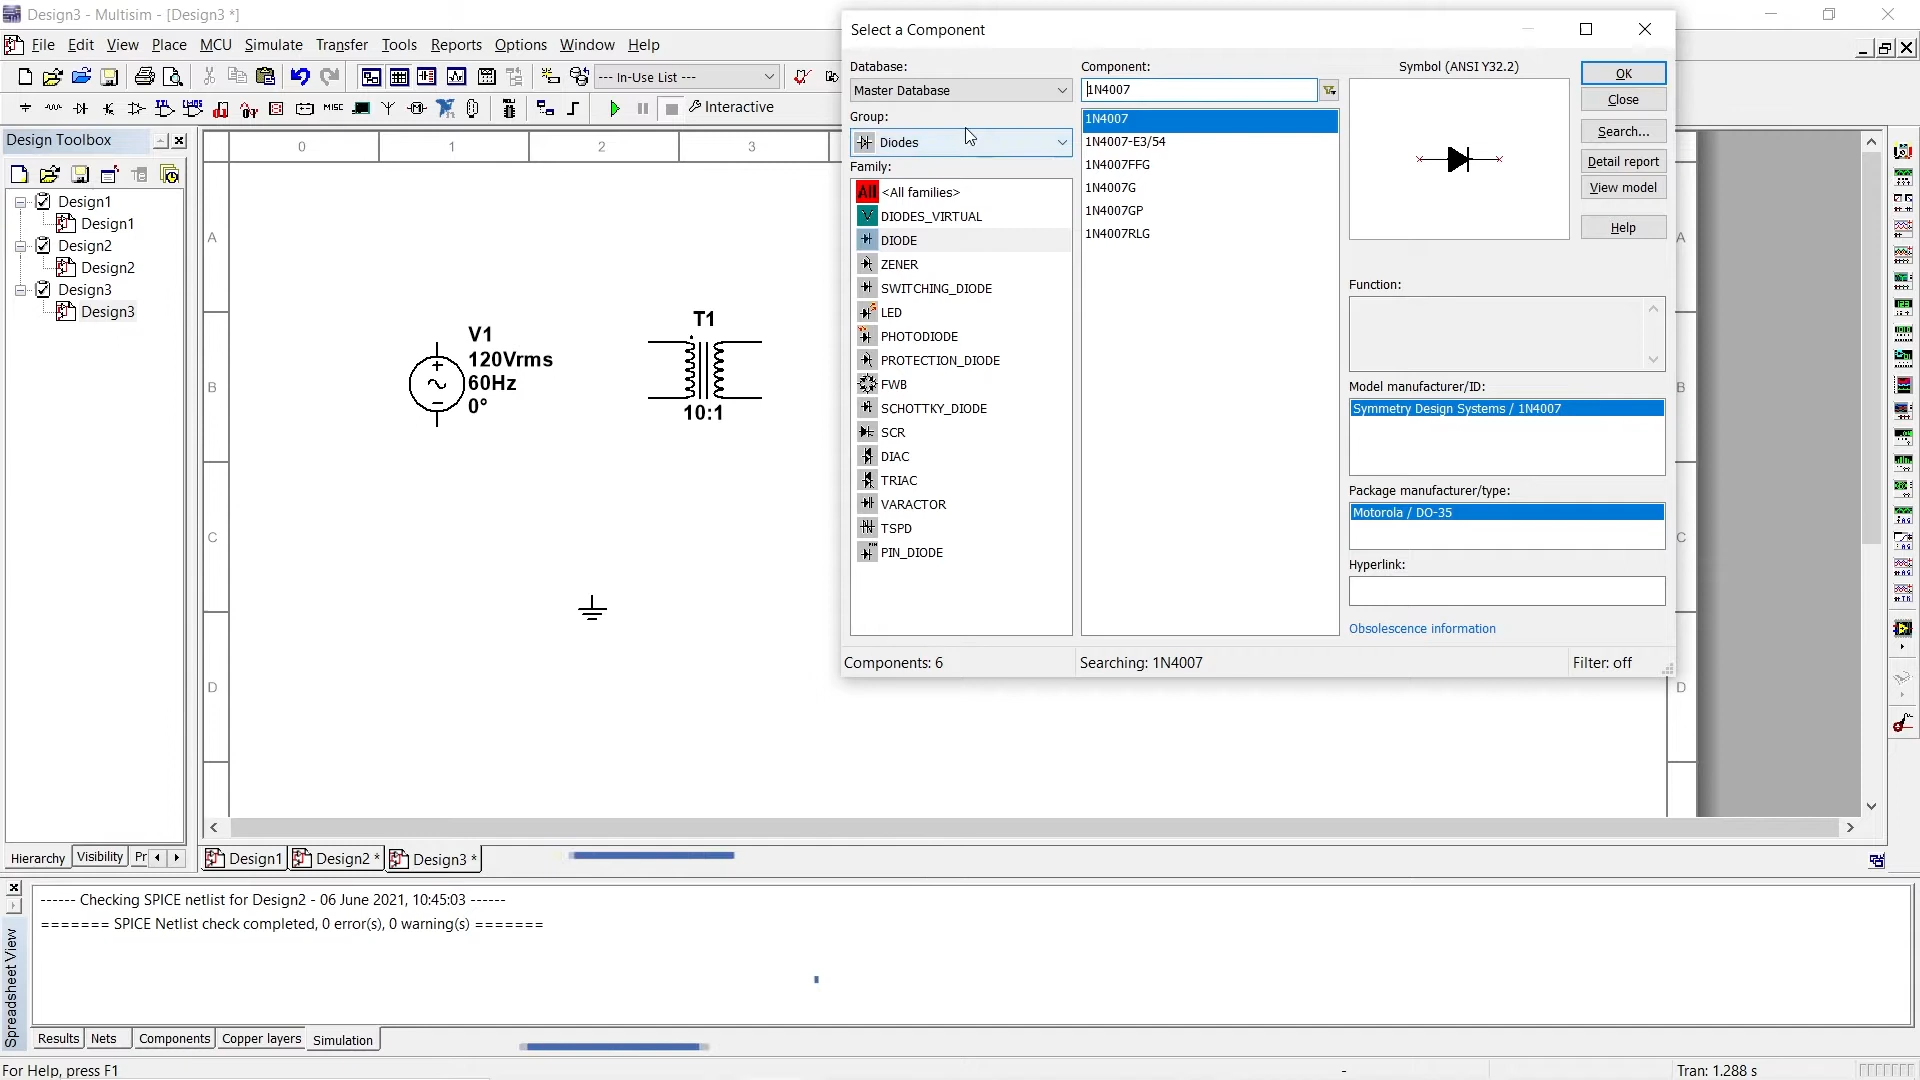 Design3 - Multisim - [Design3 *]
File Edit View Place MCU Simulate Transfer Tools Reports Options Window Help
--- In-Use List ---
Interactive
Design Toolbox
Design1
Design1
Design2
Design2
Design3
Design3
Hierarchy Visibility Pr
0 1 2 3
A
B
C
D
A
B
C
D
V1
120Vrms
60Hz
0°
T1
10:1
Select a Component
Database:
Master Database
Group:
Diodes
Family:
All <All families>
V DIODES_VIRTUAL
DIODE
ZENER
SWITCHING_DIODE
LED
PHOTODIODE
PROTECTION_DIODE
FWB
SCHOTTKY_DIODE
SCR
DIAC
TRIAC
VARACTOR
TSPD
PIN_DIODE
Component:
1N4007
1N4007
1N4007-E3/54
1N4007FFG
1N4007G
1N4007GP
1N4007RLG
Symbol (ANSI Y32.2)
OK
Close
Search...
Detail report
View model
Help
Function:
Model manufacturer/ID:
Symmetry Design Systems / 1N4007
Package manufacturer/type:
Motorola / DO-35
Hyperlink:
Obsolescence information
Components: 6 Searching: 1N4007 Filter: off
Design1 Design2 * Design3 *
Spreadsheet View
------ Checking SPICE netlist for Design2 - 06 June 2021, 10:45:03 ------
======= SPICE Netlist check completed, 0 error(s), 0 warning(s) =======
Results Nets Components Copper layers Simulation
For Help, press F1 - Tran: 1.288 s